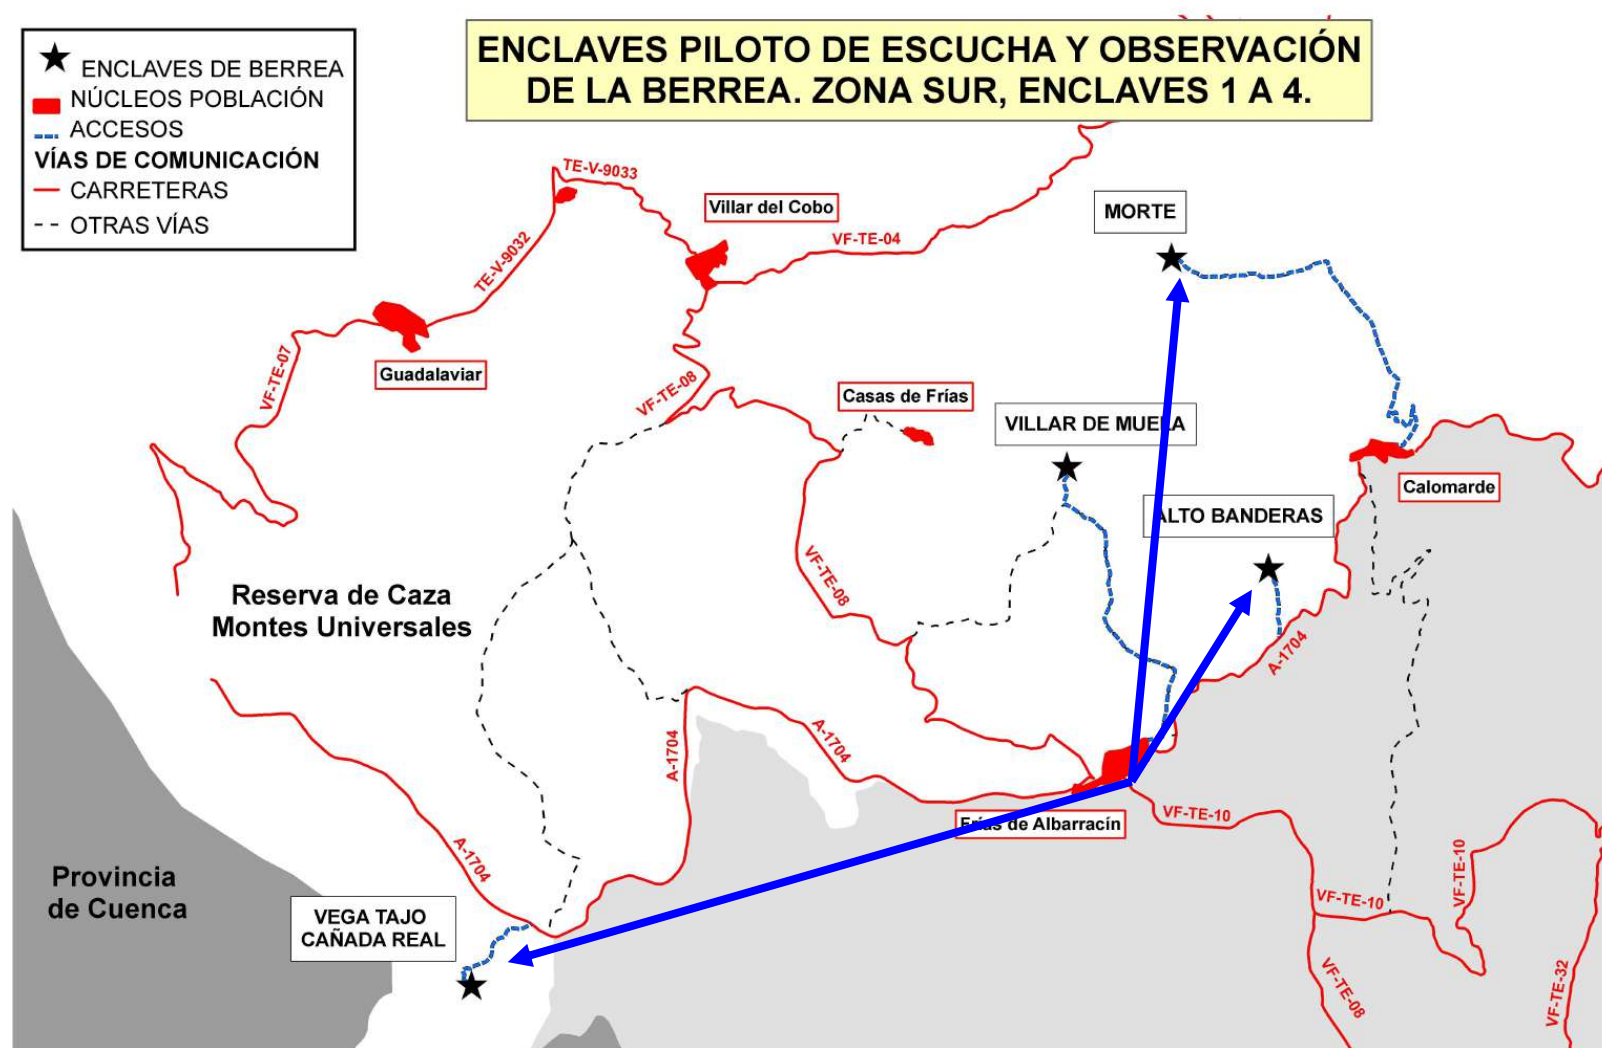 ENCLAVES DE BERREA
NÚCLEOS POBLACIÓN
ACCESOS
VÍAS DE COMUNICACIÓN
CARRETERAS
OTRAS VÍAS
ENCLAVES PILOTO DE ESCUCHA Y OBSERVACIÓN
DE LA BERREA. ZONA SUR, ENCLAVES 1 A 4.
TE-V-9033
Villar del Cobo
MORTE
VF-TE-04
TE-V-9032
VF-TE-07
Guadalaviar
VF-TE-08
Casas de Frías
VILLAR DE MUELA
Calomarde
ALTO BANDERAS
VF-TE-08
Reserva de Caza
Montes Universales
A-1704
A-1704
A-1704
VF-TE-10
Frías de Albarracín
A-1704
VF-TE-10
Provincia
de Cuenca
VF-TE-10
VEGA TAJO
CAÑADA REAL
VF-TE-08
VF-TE-32